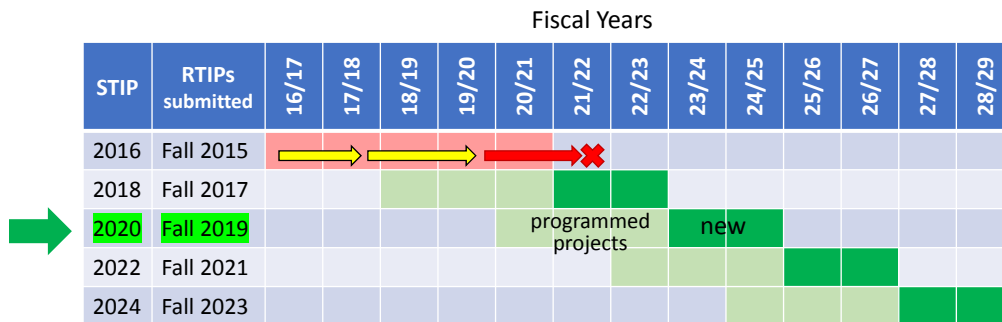 Fiscal Years
STIP RTIPs submitted 16/17 17/18 18/19 19/20 20/21 21/22 22/23 23/24 24/25 25/26 26/27 27/28 28/29
2016 Fall 2015
2018 Fall 2017
2020 Fall 2019 programmed projects new
2022 Fall 2021
2024 Fall 2023